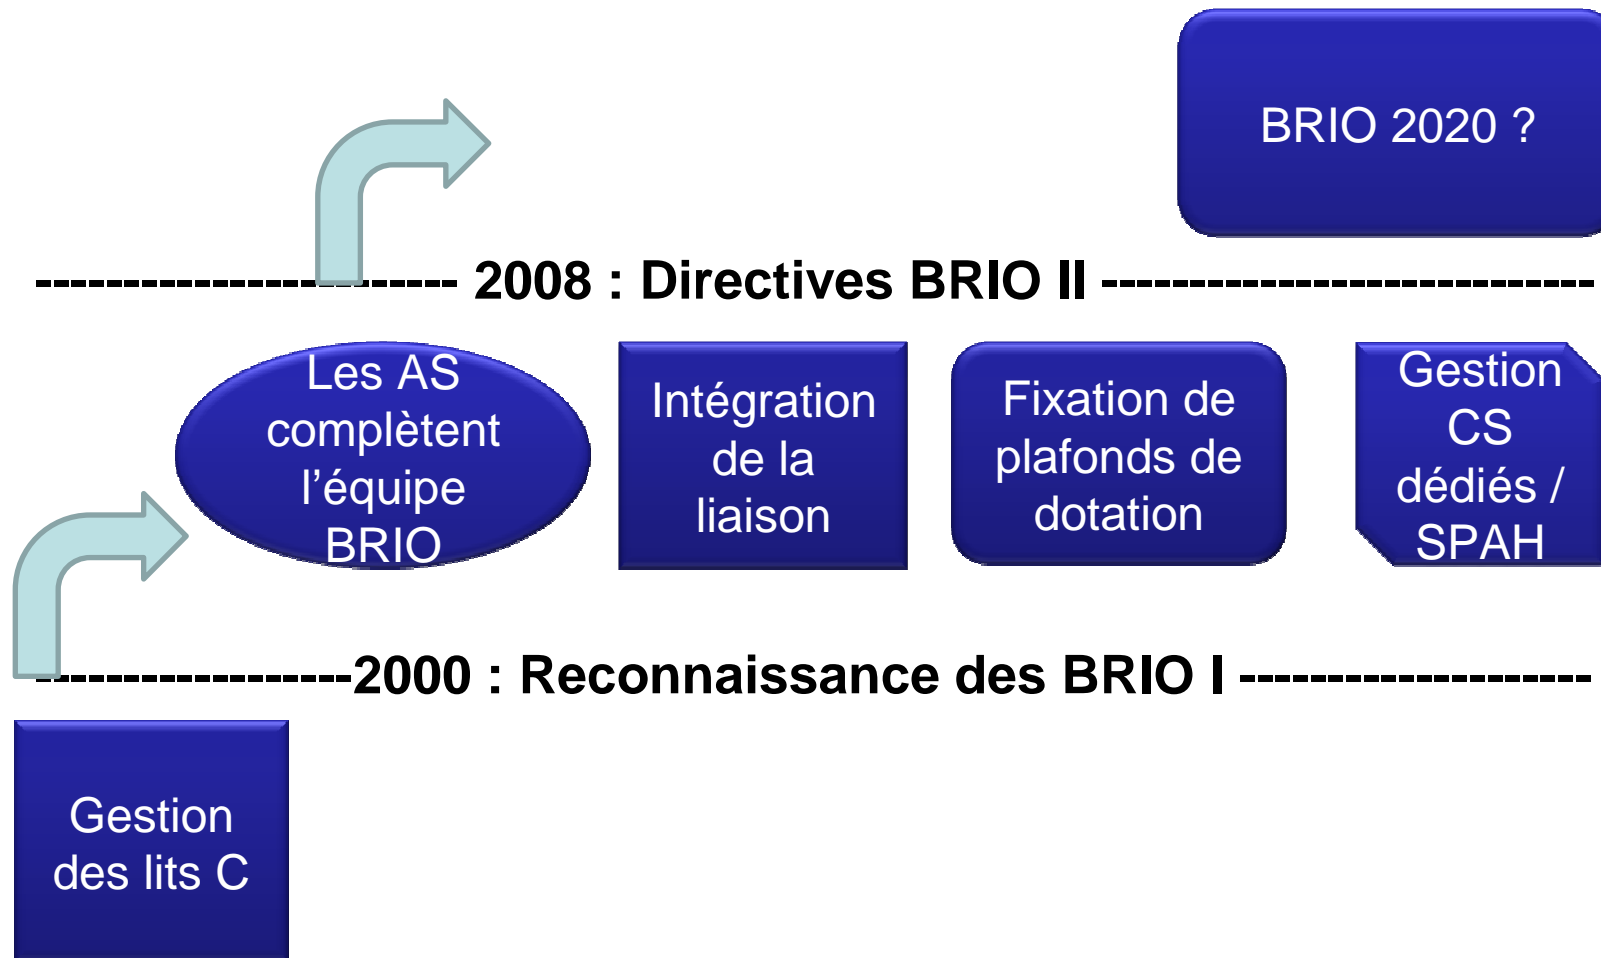 BRIO 2020 ?
2008 : Directives BRIO II
Les AS
complètent
l’équipe
BRIO
Intégration
de la
liaison
Fixation de
plafonds de
dotation
Gestion
CS
dédiés /
SPAH
2000 : Reconnaissance des BRIO I
Gestion
des lits C